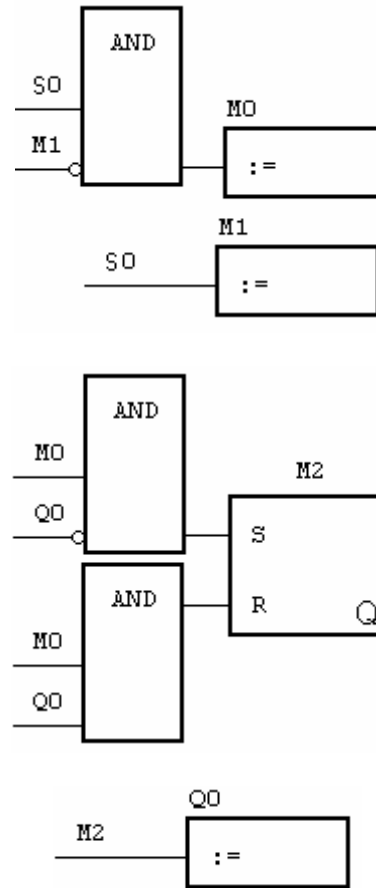 AND
S0
M0
M1
:=
M1
S0
:=
AND
M0
M2
Q0
S
AND
R
Q
M0
Q0
Q0
M2
:=